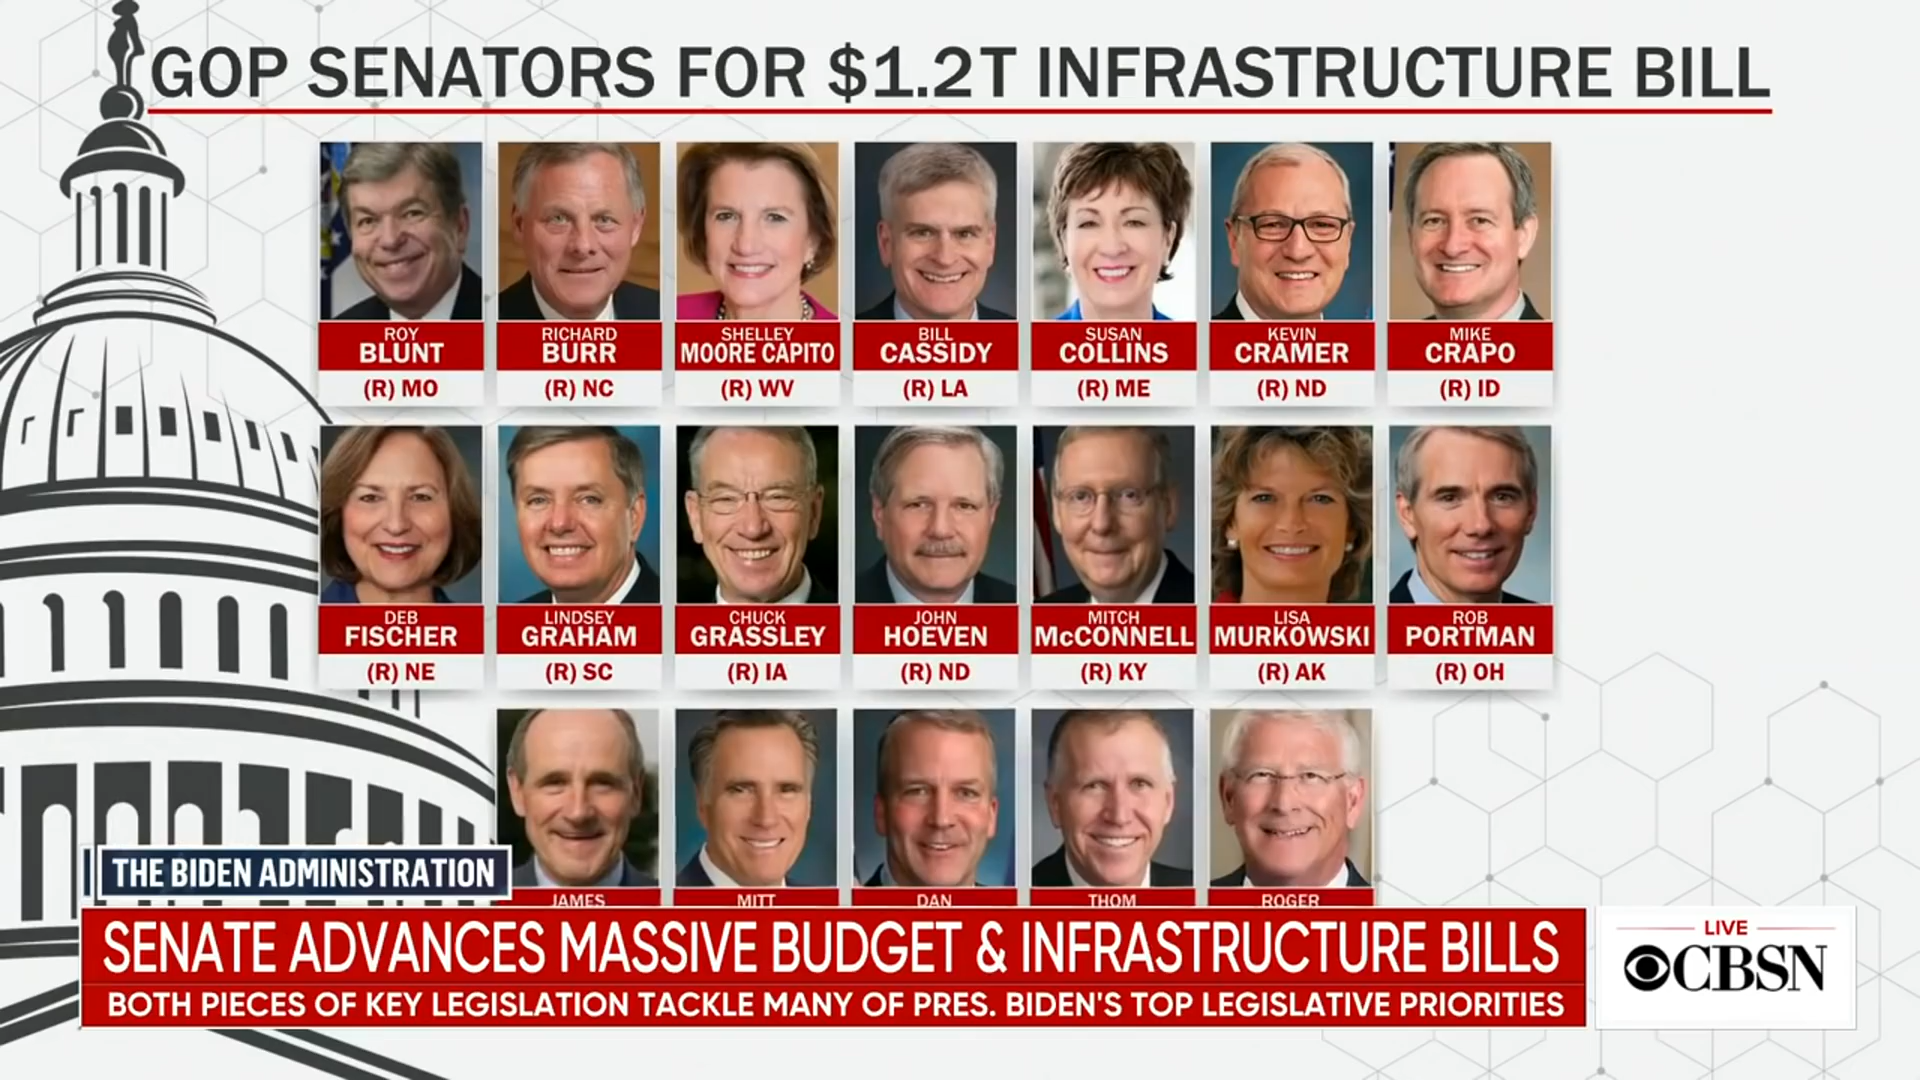 GOP SENATORS FOR $1.2T INFRASTRUCTURE BILL
ROY BLUNT (R) MO
RICHARD BURR (R) NC
SHELLEY MOORE CAPITO (R) WV
BILL CASSIDY (R) LA
SUSAN COLLINS (R) ME
KEVIN CRAMER (R) ND
MIKE CRAPO (R) ID
DEB FISCHER (R) NE
LINDSEY GRAHAM (R) SC
CHUCK GRASSLEY (R) IA
JOHN HOEVEN (R) ND
MITCH McCONNELL (R) KY
LISA MURKOWSKI (R) AK
ROB PORTMAN (R) OH
JAMES
MITT
DAN
THOM
ROGER
THE BIDEN ADMINISTRATION
SENATE ADVANCES MASSIVE BUDGET & INFRASTRUCTURE BILLS
BOTH PIECES OF KEY LEGISLATION TACKLE MANY OF PRES. BIDEN'S TOP LEGISLATIVE PRIORITIES
LIVE
CBSN